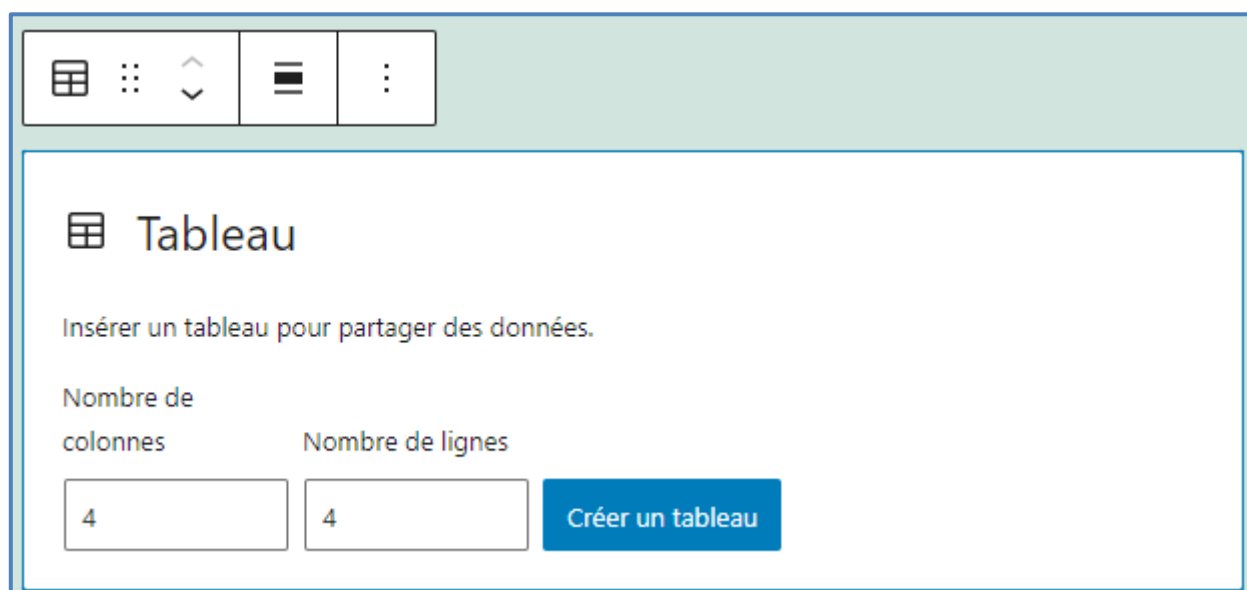 Tableau
Insérer un tableau pour partager des données.
Nombre de
colonnes
Nombre de lignes
4
4
Créer un tableau